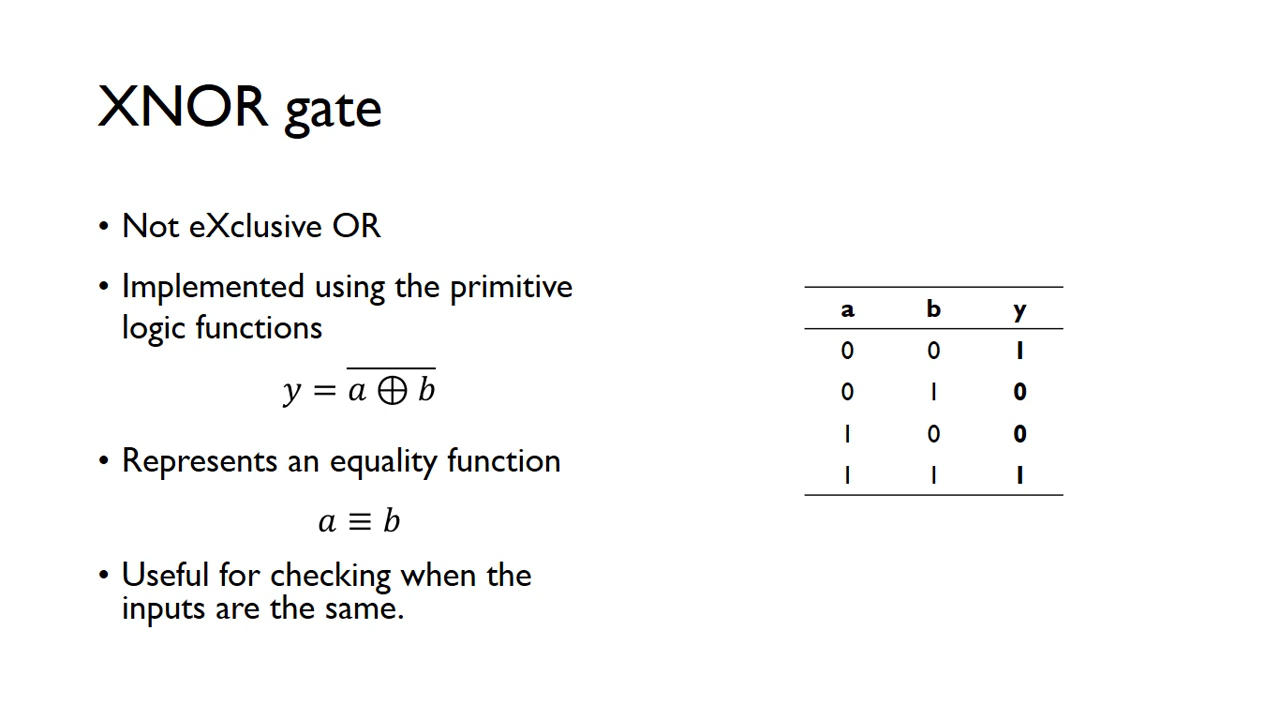 XNOR gate
• Not eXclusive OR
• Implemented using the primitive
logic functions
y = \overline{a ⊕ b}
• Represents an equality function
a ≡ b
• Useful for checking when the
inputs are the same.
a b y
0 0 1
0 1 0
1 0 0
1 1 1